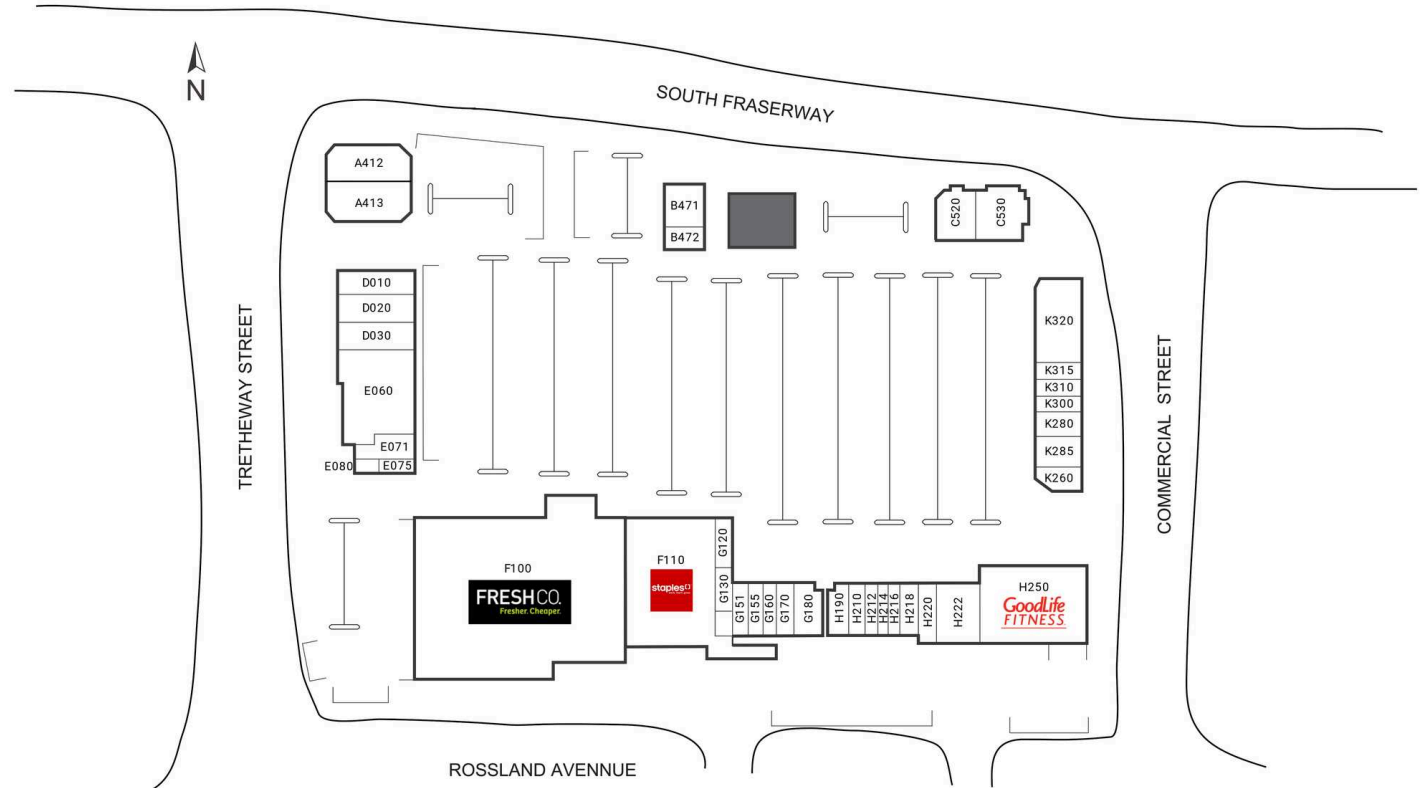 N
SOUTH FRASERWAY
A412
A413
B471
B472
C520
C530
D010
D020
D030
E060
E071
E080
E075
TRETHEWAY STREET
K320
K315
K310
K300
K280
K285
K260
COMMERCIAL STREET
F100
FRESHCO.
Fresher. Cheaper.
F110
staples
G120
G130
G151
G155
G160
G170
G180
H190
H210
H212
H214
H216
H218
H220
H222
H250
GoodLife
FITNESS
ROSSLAND AVENNUE